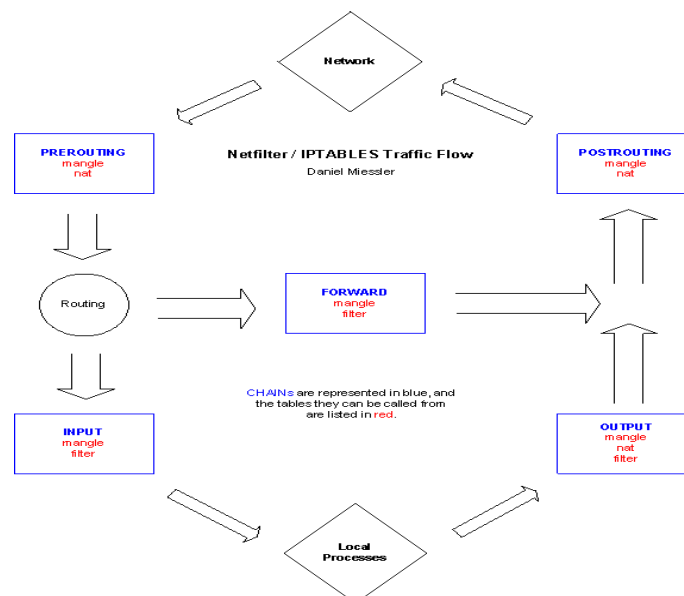 Network
PREROUTING
mangle
nat
Netfilter / IPTABLES Traffic Flow
Daniel Miessler
POSTROUTING
mangle
nat
Routing
FORWARD
mangle
filter
CHAINs are represented in blue, and
the tables they can be called from
are listed in red.
INPUT
mangle
filter
OUTPUT
mangle
nat
filter
Local
Processes